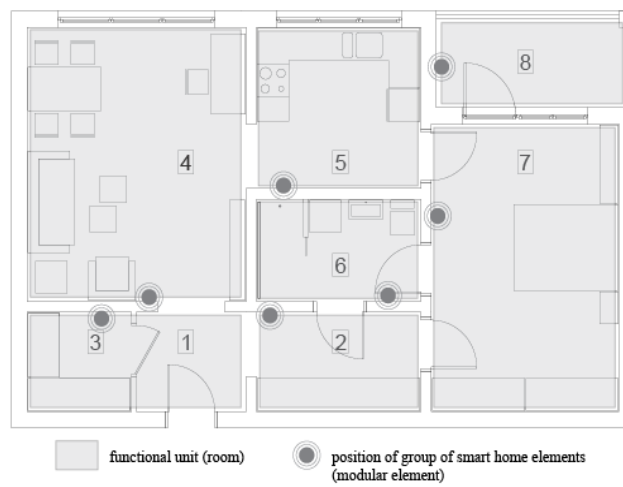 8
4
5
7
6
3
1
2
functional unit (room)
position of group of smart home elements
(modular element)